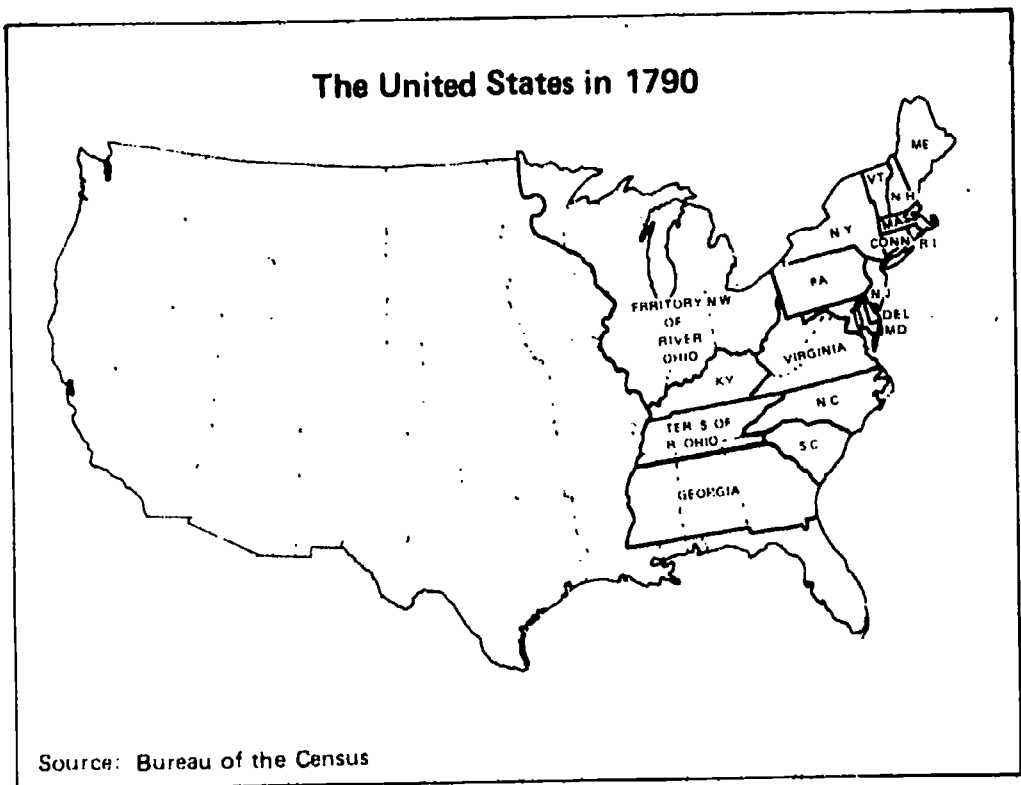 The United States in 1790
ME
VT
N H
MASS
N Y
CONN
R I
PA
N J
DEL
MD
FRRITORY NW
OF
RIVER
OHIO
VIRGINIA
KY
N C
TER S OF
R OHIO
S C
GEORGIA
Source: Bureau of the Census